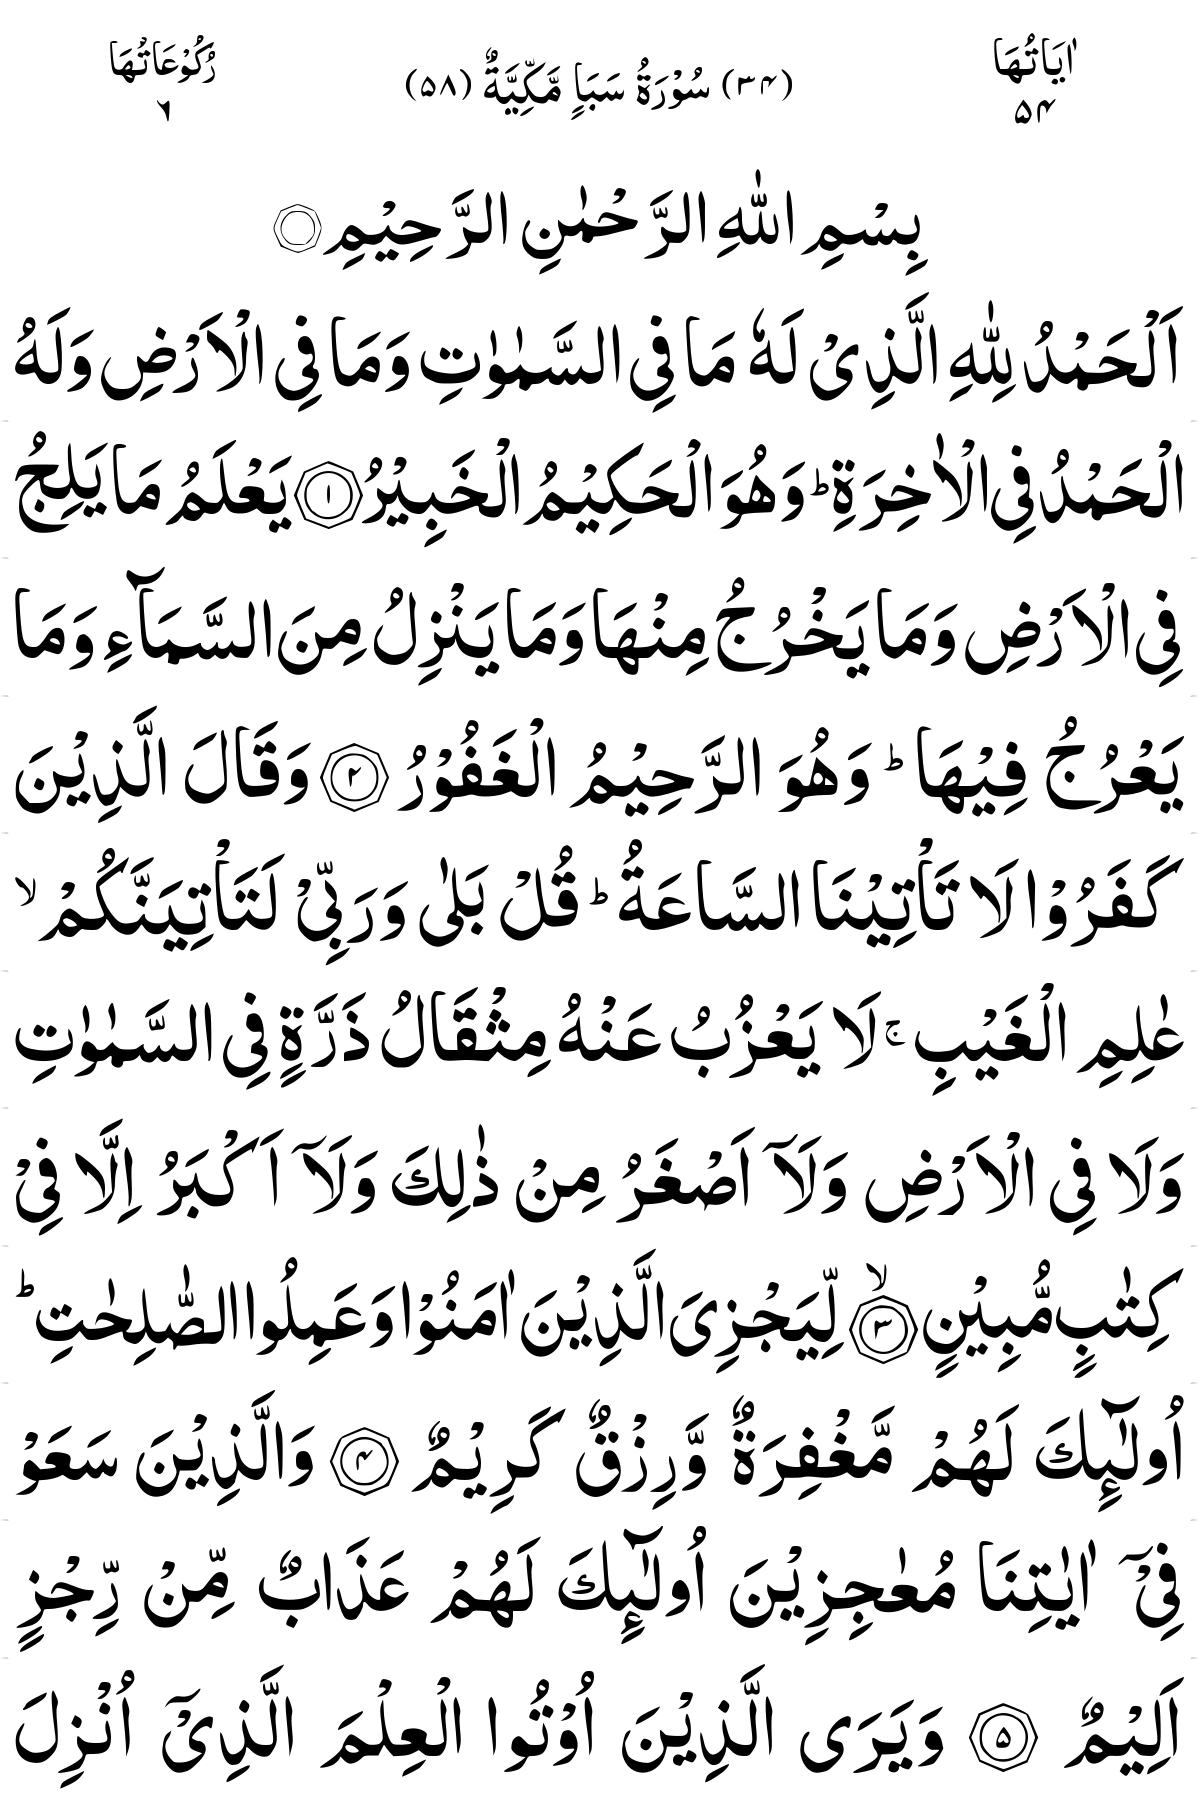 اٰيَاتُهَا
۵۴
(۳۴) سُوْرَةُ سَبَاٍ مَّكِّيَّةٌ (۵۸)
رُكُوْعَاتُهَا
۶
بِسْمِ اللهِ الرَّحْمٰنِ الرَّحِيْمِ
اَلْحَمْدُ لِلّٰهِ الَّذِىْ لَهٗ مَا فِى السَّمٰوٰتِ وَمَا فِى الْاَرْضِ وَلَهُ
الْحَمْدُ فِى الْاٰخِرَةِ ؕ وَهُوَ الْحَكِيْمُ الْخَبِيْرُ ۱ يَعْلَمُ مَا يَلِجُ
فِى الْاَرْضِ وَمَا يَخْرُجُ مِنْهَا وَمَا يَنْزِلُ مِنَ السَّمَآءِ وَمَا
يَعْرُجُ فِيْهَا ؕ وَهُوَ الرَّحِيْمُ الْغَفُوْرُ ۲ وَقَالَ الَّذِيْنَ
كَفَرُوْا لَا تَاْتِيْنَا السَّاعَةُ ؕ قُلْ بَلٰى وَرَبِّىْ لَتَاْتِيَنَّكُمْ ۙ
عٰلِمِ الْغَيْبِ ۚ لَا يَعْزُبُ عَنْهُ مِثْقَالُ ذَرَّةٍ فِى السَّمٰوٰتِ
وَلَا فِى الْاَرْضِ وَلَآ اَصْغَرُ مِنْ ذٰلِكَ وَلَآ اَكْبَرُ اِلَّا فِىْ
كِتٰبٍ مُّبِيْنٍ ۙ ۳ لِّيَجْزِىَ الَّذِيْنَ اٰمَنُوْا وَعَمِلُوا الصّٰلِحٰتِ ؕ
اُولٰٓئِكَ لَهُمْ مَّغْفِرَةٌ وَّرِزْقٌ كَرِيْمٌ ۴ وَالَّذِيْنَ سَعَوْ
فِىْٓ اٰيٰتِنَا مُعٰجِزِيْنَ اُولٰٓئِكَ لَهُمْ عَذَابٌ مِّنْ رِّجْزٍ
اَلِيْمٌ ۵ وَيَرَى الَّذِيْنَ اُوْتُوا الْعِلْمَ الَّذِىْٓ اُنْزِلَ